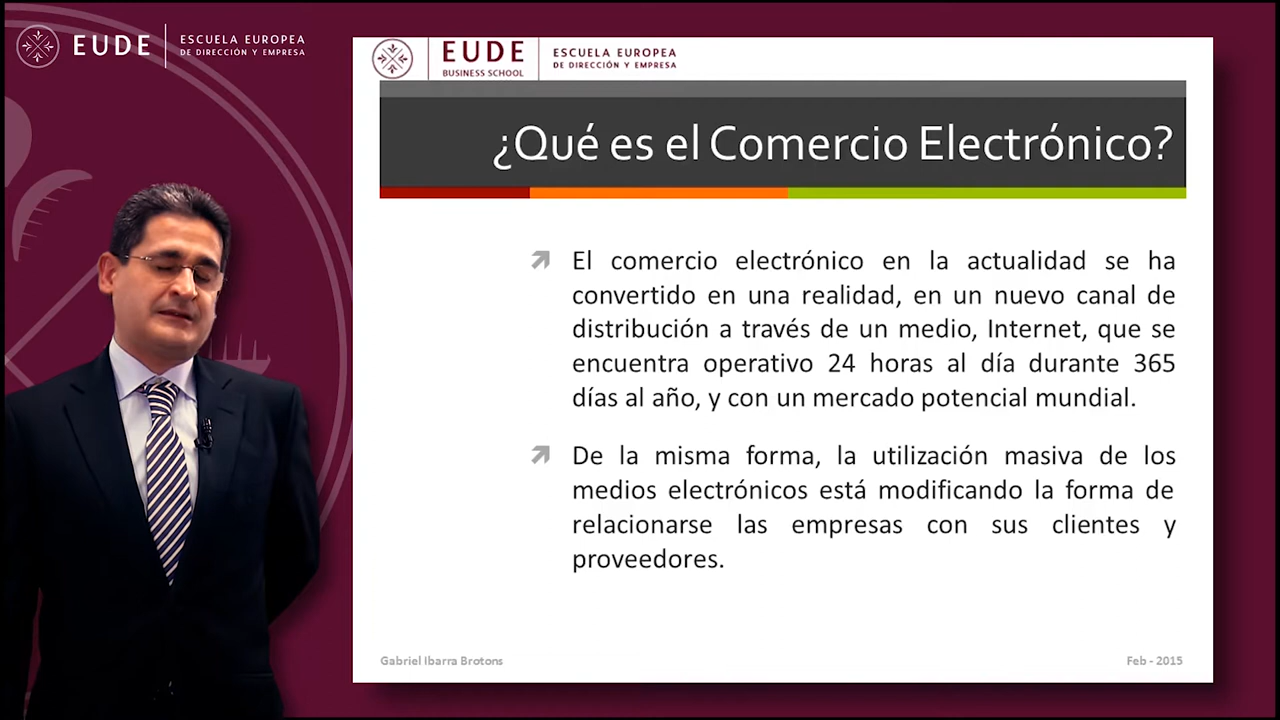 EUDE
ESCUELA EUROPEA
DE DIRECCIÓN Y EMPRESA
EUDE
BUSINESS SCHOOL
ESCUELA EUROPEA
DE DIRECCIÓN Y EMPRESA
¿Qué es el Comercio Electrónico?
El comercio electrónico en la actualidad se ha
convertido en una realidad, en un nuevo canal de
distribución a través de un medio, Internet, que se
encuentra operativo 24 horas al día durante 365
días al año, y con un mercado potencial mundial.
De la misma forma, la utilización masiva de los
medios electrónicos está modificando la forma de
relacionarse las empresas con sus clientes y
proveedores.
Gabriel Ibarra Brotons
Feb - 2015